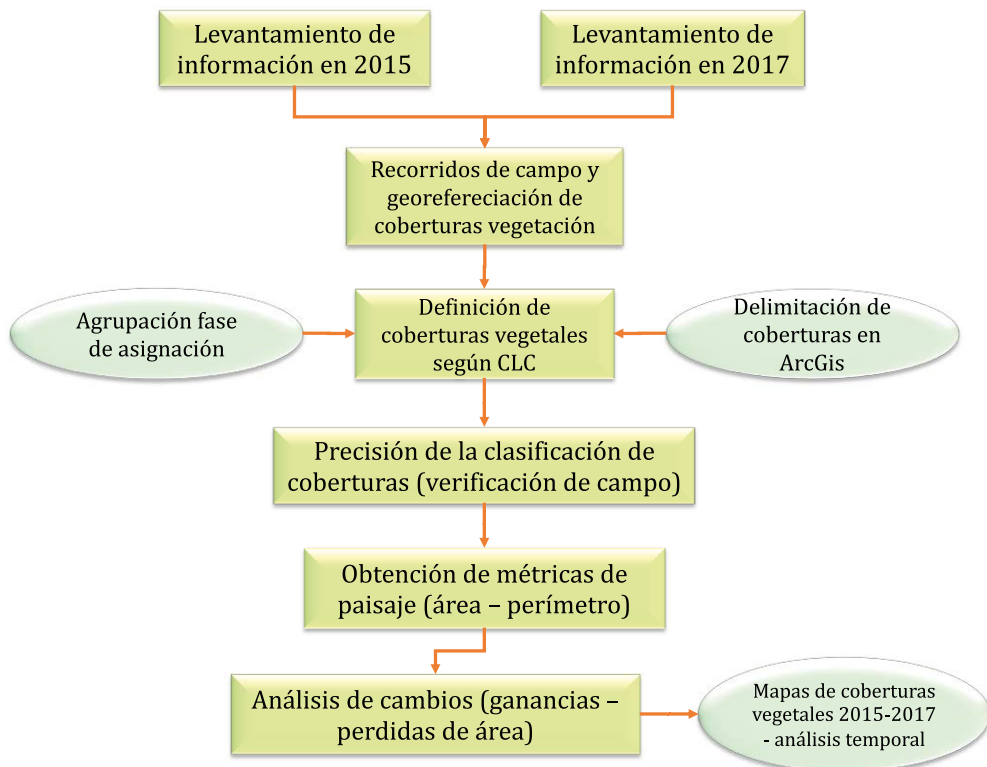 Levantamiento de
información en 2015
Levantamiento de
información en 2017
Recorridos de campo y
georefereciación de
coberturas vegetación
Agrupación fase
de asignación
Definición de
coberturas vegetales
según CLC
Delimitación de
coberturas en
ArcGis
Precisión de la clasificación de
coberturas (verificación de campo)
Obtención de métricas de
paisaje (área – perímetro)
Análisis de cambios (ganancias –
perdidas de área)
Mapas de coberturas
vegetales 2015-2017
- análisis temporal